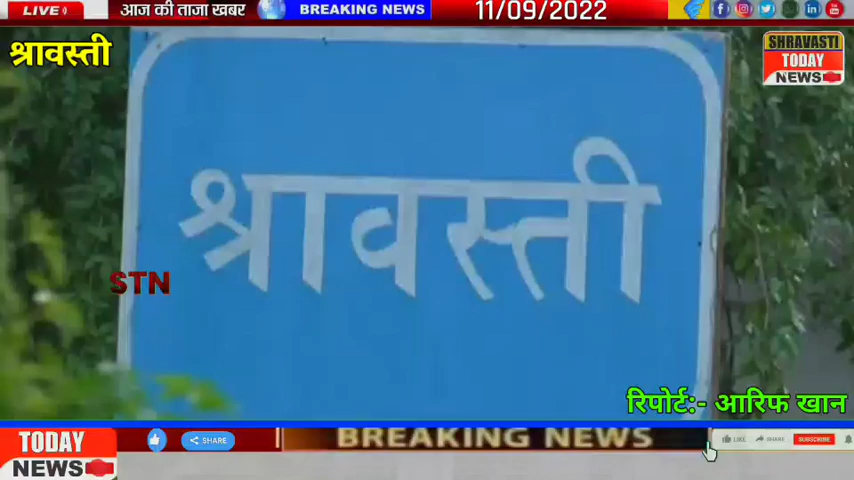 LIVE
आज की ताजा खबर
BREAKING NEWS
11/09/2022
श्रावस्ती
SHRAVASTI
TODAY
NEWS
श्रावस्ती
STN
रिपोर्ट:- आरिफ खान
TODAY
NEWS
SHARE
BREAKING NEWS
LIKE
SHARE
SUBSCRIBE